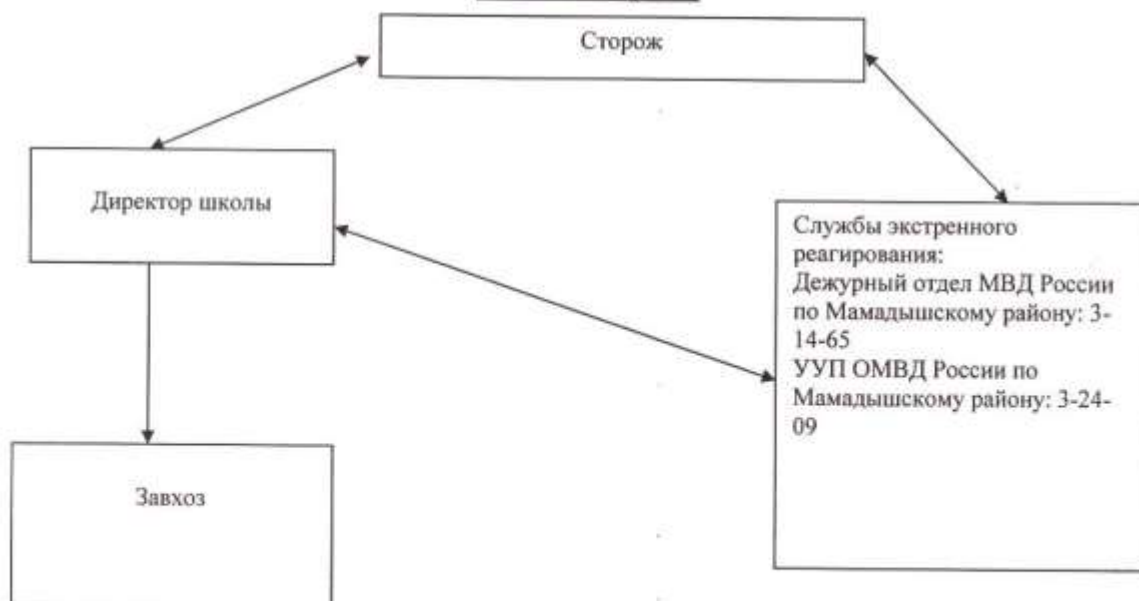 Сторож
Директор школы
Службы экстренного
реагирования:
Дежурный отдел МВД России
по Мамадышскому району: 3-
14-65
УУП ОМВД России по
Мамадышскому району: 3-24-
09
Завхоз